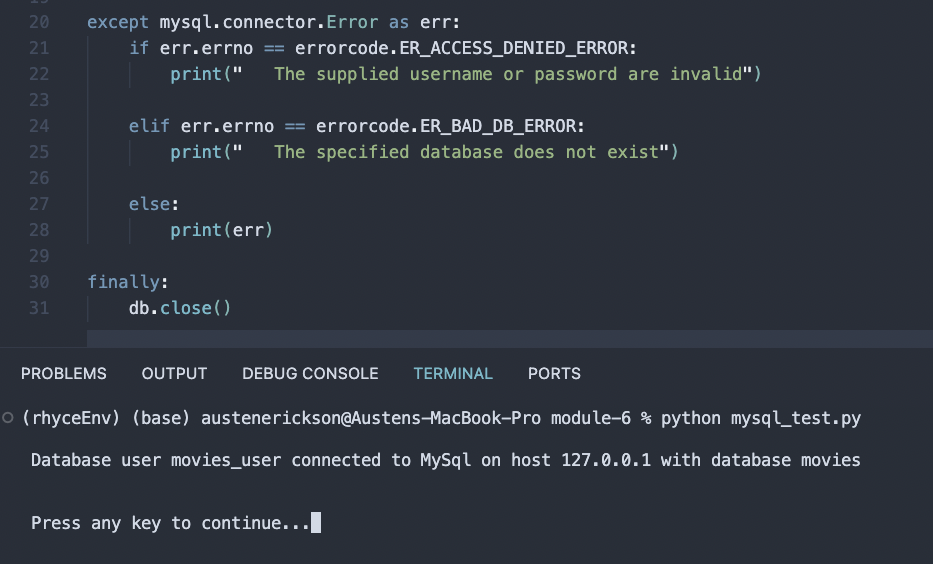 19
20 except mysql.connector.Error as err:
21 if err.errno == errorcode.ER_ACCESS_DENIED_ERROR:
22 print("   The supplied username or password are invalid")
23
24 elif err.errno == errorcode.ER_BAD_DB_ERROR:
25 print("   The specified database does not exist")
26
27 else:
28 print(err)
29
30 finally:
31 db.close()
PROBLEMS OUTPUT DEBUG CONSOLE TERMINAL PORTS
(rhyceEnv) (base) austenerickson@Austens-MacBook-Pro module-6 % python mysql_test.py
Database user movies_user connected to MySql on host 127.0.0.1 with database movies
Press any key to continue...